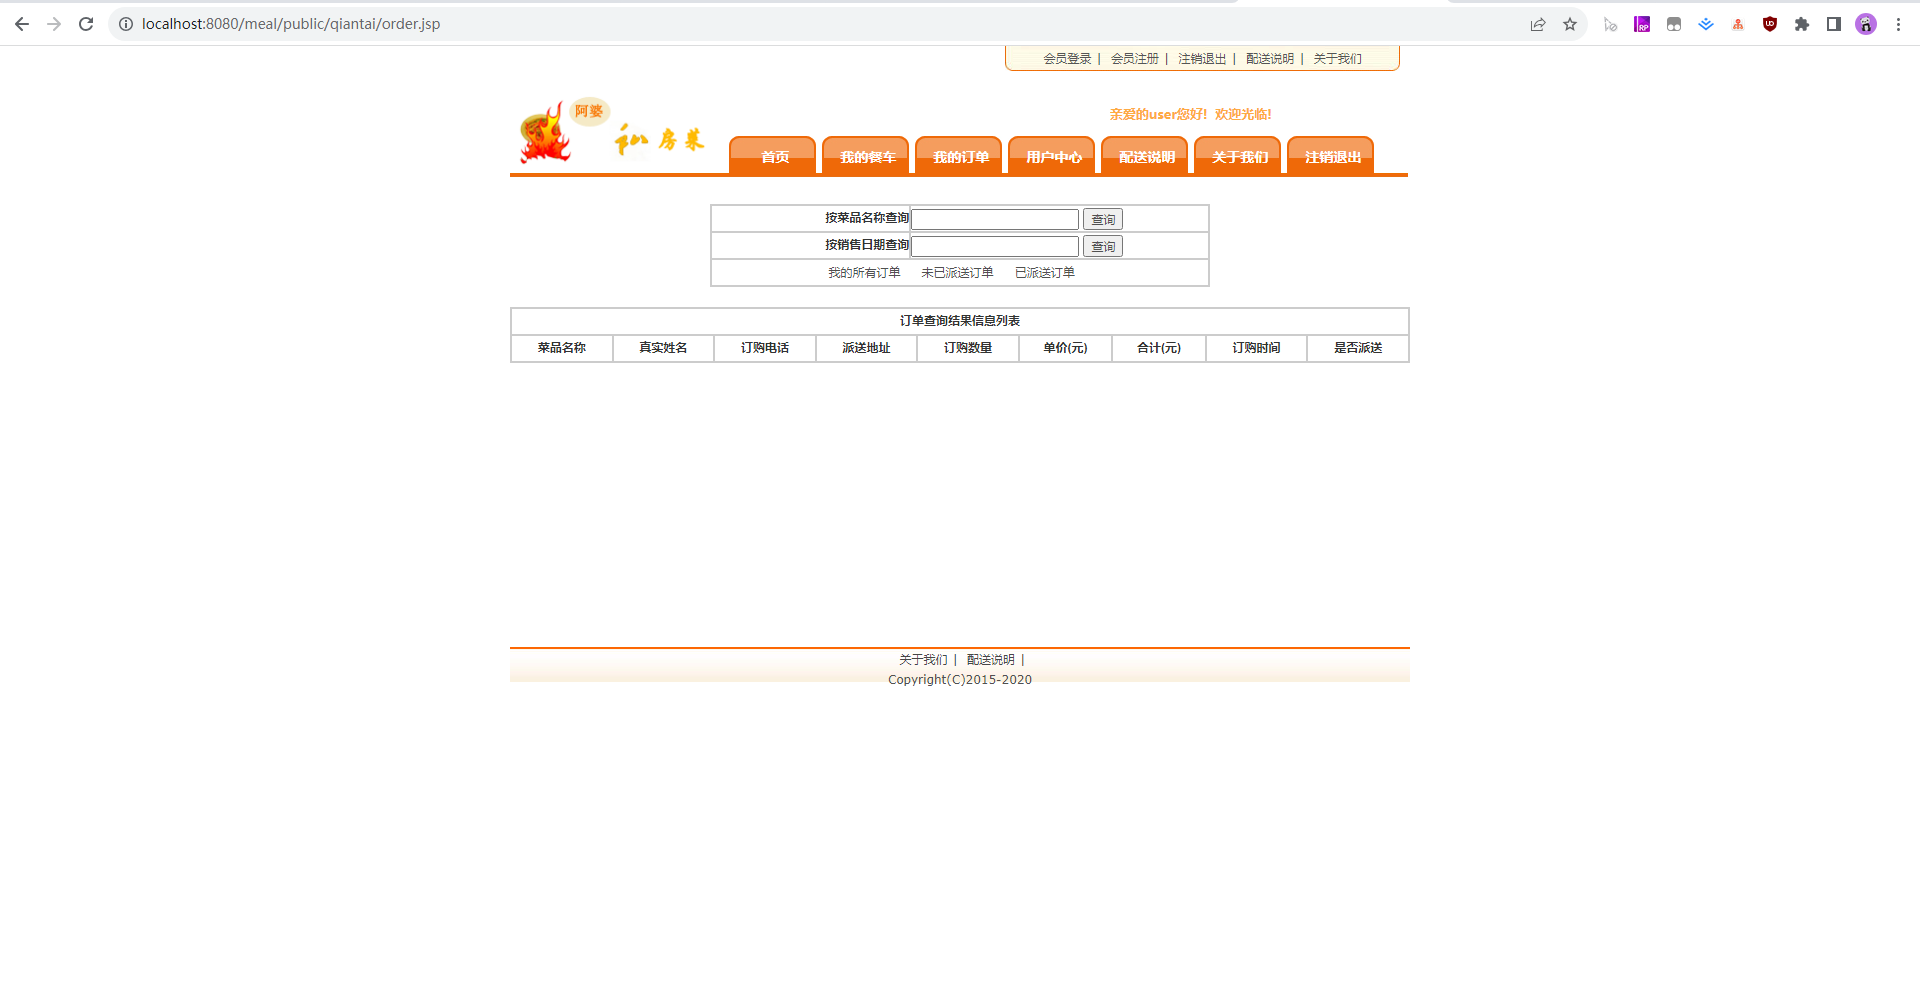 localhost:8080/meal/public/qiantai/order.jsp
会员登录 | 会员注册 | 注销退出 | 配送说明 | 关于我们
阿婆
私房菜
亲爱的user您好! 欢迎光临!
首页 我的餐车 我的订单 用户中心 配送说明 关于我们 注销退出
按菜品名称查询 查询
按销售日期查询 查询
我的所有订单 未已派送订单 已派送订单
订单查询结果信息列表
菜品名称 真实姓名 订购电话 派送地址 订购数量 单价(元) 合计(元) 订购时间 是否派送
关于我们 | 配送说明 |
Copyright(C)2015-2020